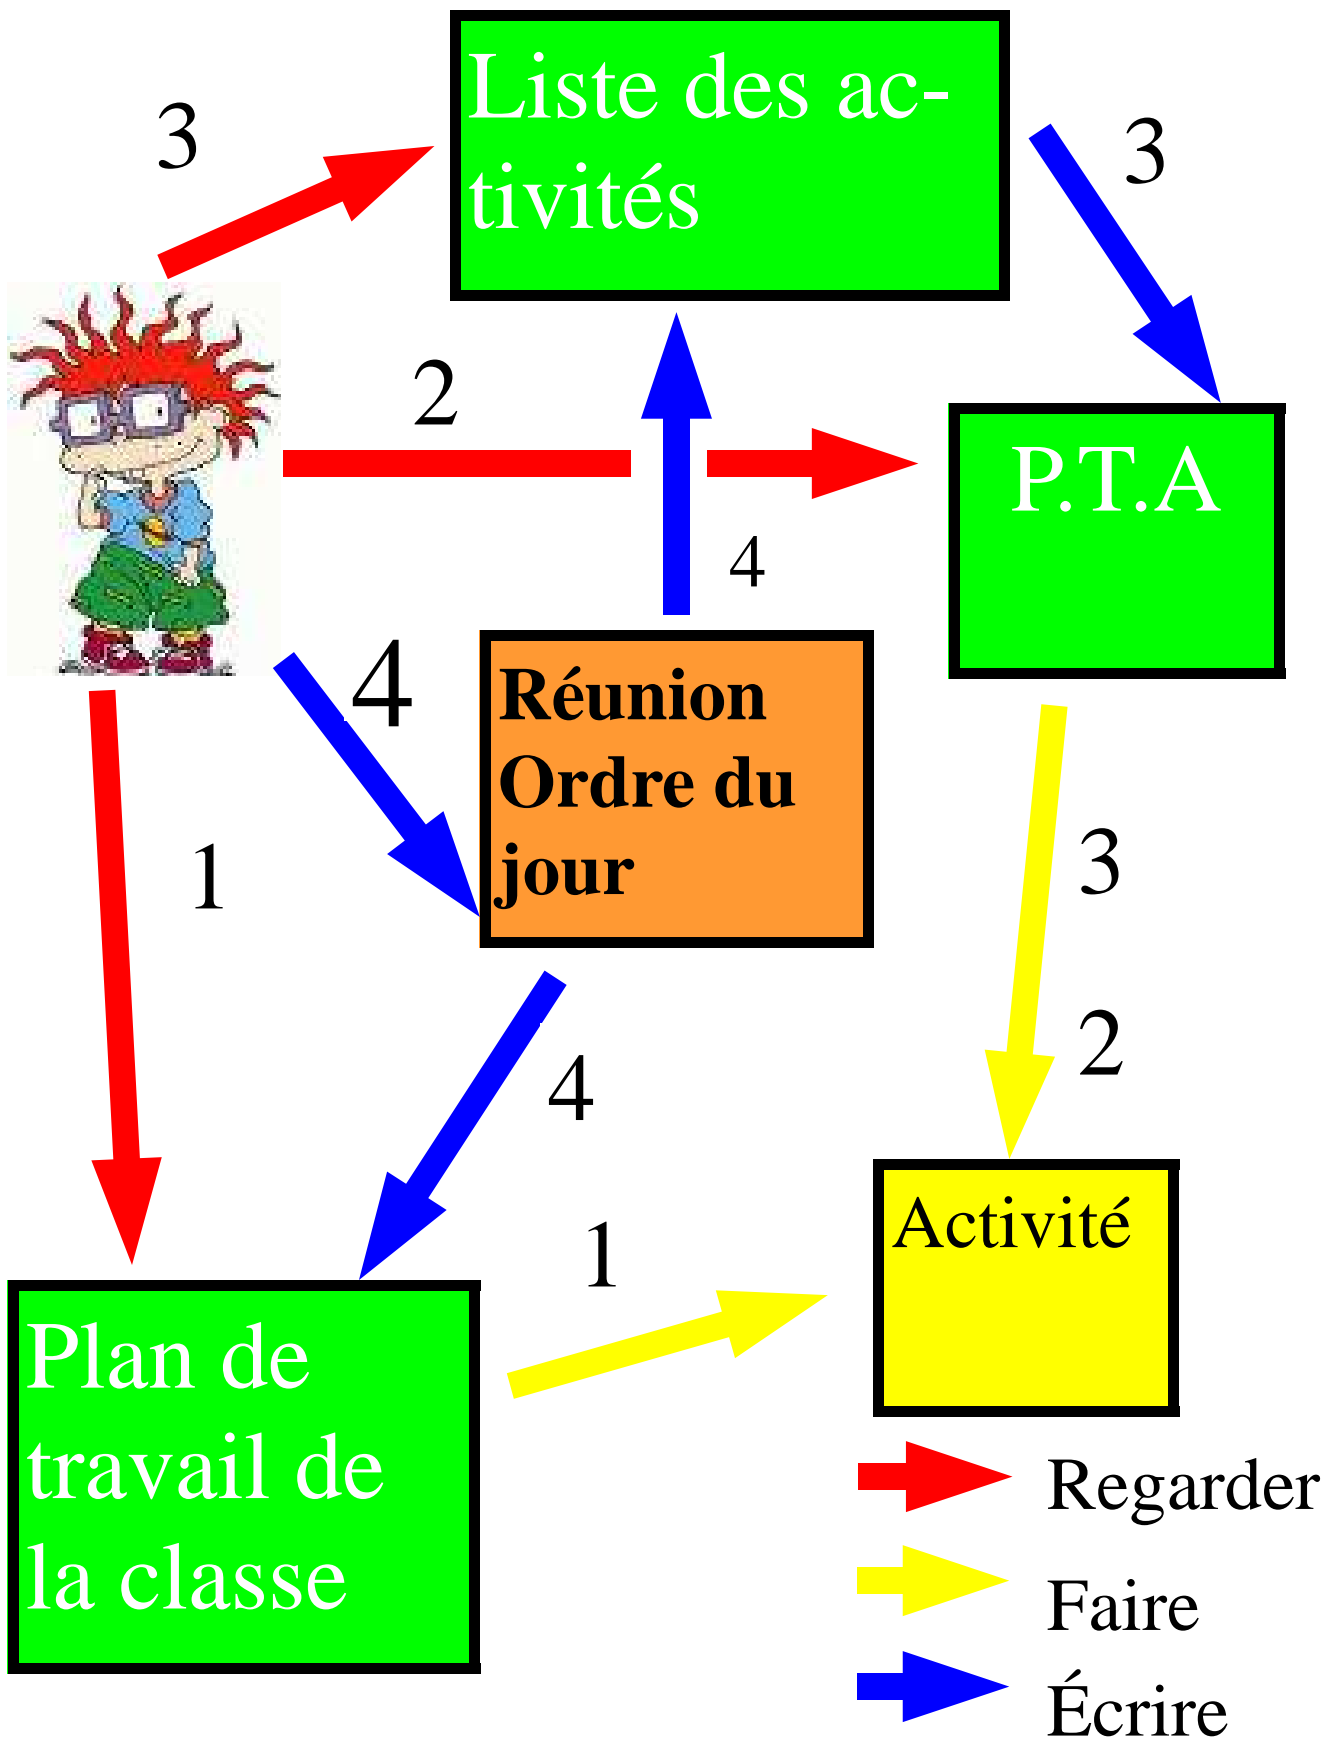 Liste des ac-
tivités
3
3
2
P.T.A
4
4
Réunion
Ordre du
jour
1
3
2
4
Activité
1
Plan de
travail de
la classe
Regarder
Faire
Écrire